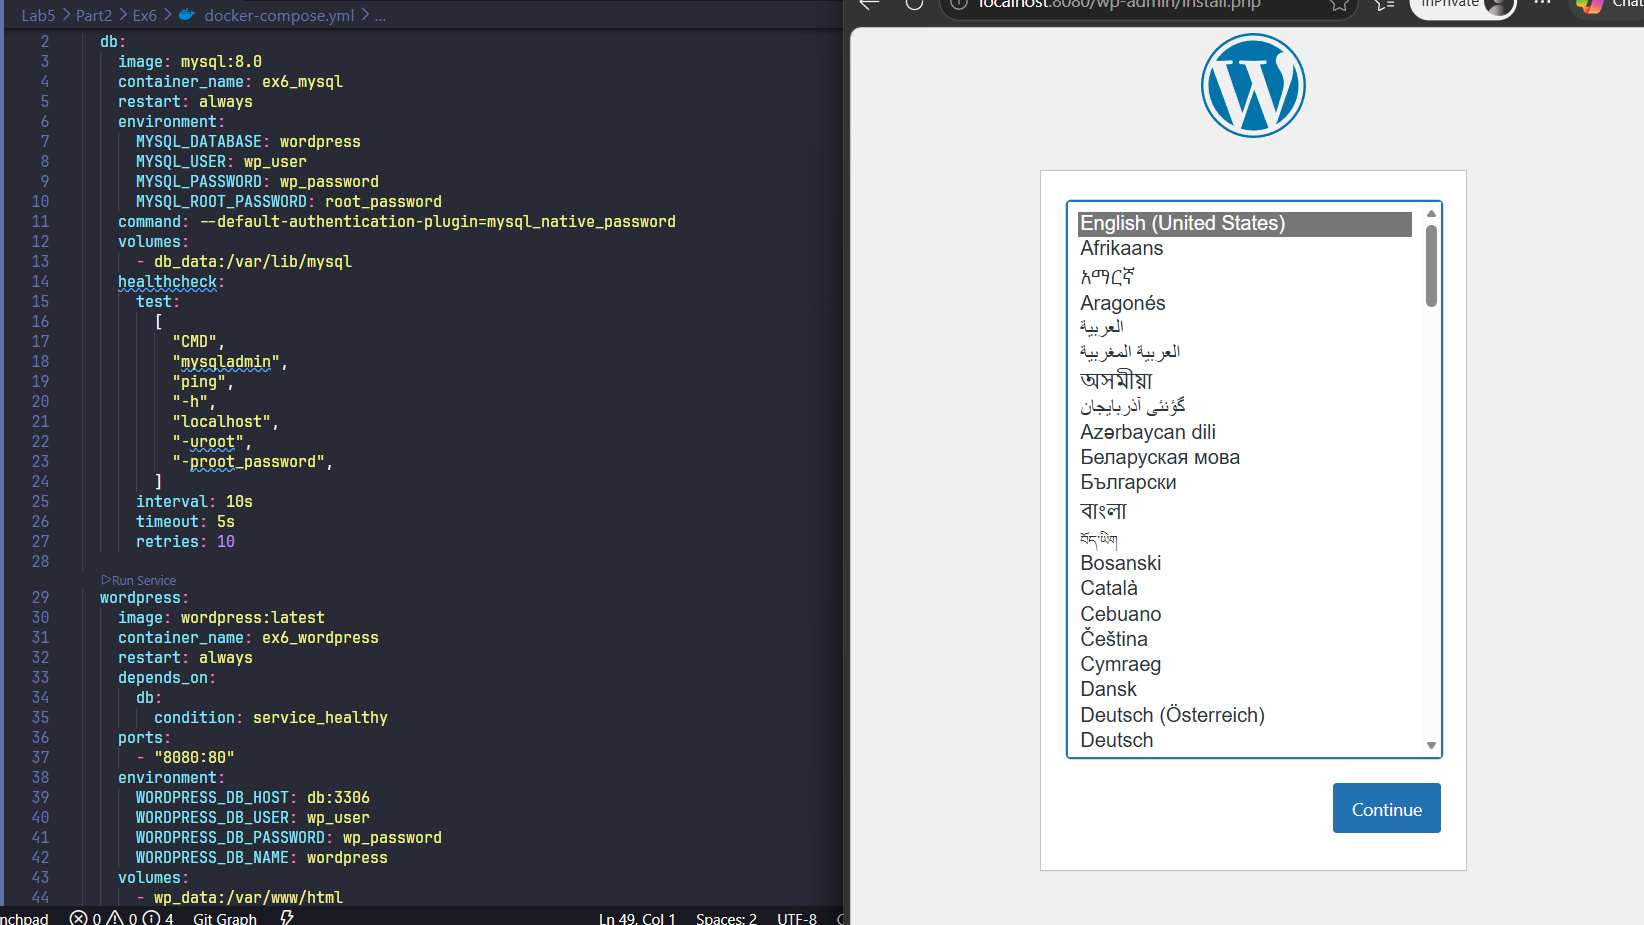 Lab5 > Part2 > Ex6 > docker-compose.yml > ...
2 db:
3 image: mysql:8.0
4 container_name: ex6_mysql
5 restart: always
6 environment:
7 MYSQL_DATABASE: wordpress
8 MYSQL_USER: wp_user
9 MYSQL_PASSWORD: wp_password
10 MYSQL_ROOT_PASSWORD: root_password
11 command: --default-authentication-plugin=mysql_native_password
12 volumes:
13 - db_data:/var/lib/mysql
14 healthcheck:
15 test:
16 [
17 "CMD",
18 "mysqladmin",
19 "ping",
20 "-h",
21 "localhost",
22 "-uroot",
23 "-proot_password",
24 ]
25 interval: 10s
26 timeout: 5s
27 retries: 10
28
▷Run Service
29 wordpress:
30 image: wordpress:latest
31 container_name: ex6_wordpress
32 restart: always
33 depends_on:
34 db:
35 condition: service_healthy
36 ports:
37 - "8080:80"
38 environment:
39 WORDPRESS_DB_HOST: db:3306
40 WORDPRESS_DB_USER: wp_user
41 WORDPRESS_DB_PASSWORD: wp_password
42 WORDPRESS_DB_NAME: wordpress
43 volumes:
44 - wp_data:/var/www/html
nchpad 0 0 4 Git Graph Ln 49, Col 1 Spaces: 2 UTF-8
localhost:8080/wp-admin/install.php InPrivate ... Chat
W
English (United States)
Afrikaans
አማርኛ
Aragonés
العربية
العربية المغربية
অসমীয়া
گؤنئی آذربایجان
Azərbaycan dili
Беларуская мова
Български
বাংলা
བོད་ཡིག
Bosanski
Català
Cebuano
Čeština
Cymraeg
Dansk
Deutsch (Österreich)
Deutsch
Continue